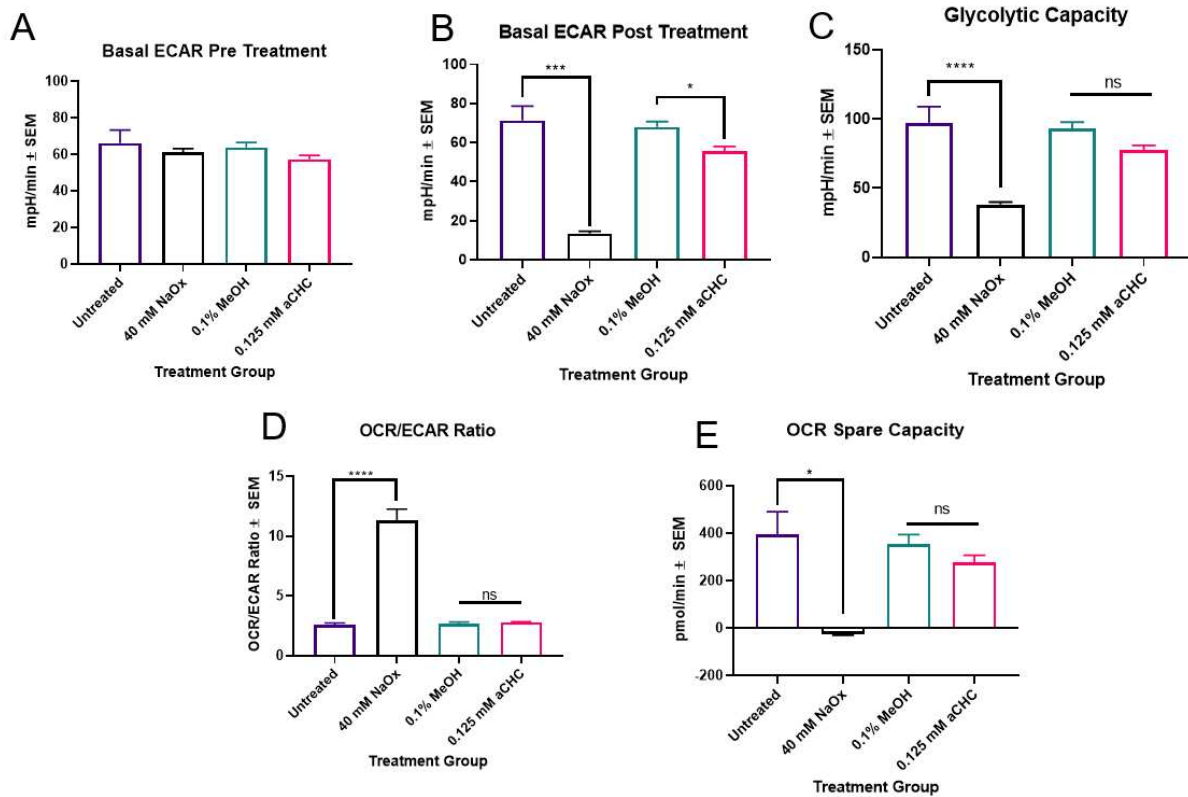 A
Basal ECAR Pre Treatment
mpH/min ± SEM
100
80
60
40
20
0
Untreated
40 mM NaOx
0.1% MeOH
0.125 mM aCHC
Treatment Group
B
Basal ECAR Post Treatment
mpH/min ± SEM
100
80
60
40
20
0
***
*
Untreated
40 mM NaOx
0.1% MeOH
0.125 mM aCHC
Treatment Group
C
Glycolytic Capacity
mpH/min ± SEM
150
100
50
0
****
ns
Untreated
40 mM NaOx
0.1% MeOH
0.125 mM aCHC
Treatment Group
D
OCR/ECAR Ratio
OCR/ECAR Ratio ± SEM
15
10
5
0
****
ns
Untreated
40 mM NaOx
0.1% MeOH
0.125 mM aCHC
Treatment Group
E
OCR Spare Capacity
pmol/min ± SEM
600
400
200
0
-200
*
ns
Untreated
40 mM NaOx
0.1% MeOH
0.125 mM aCHC
Treatment Group